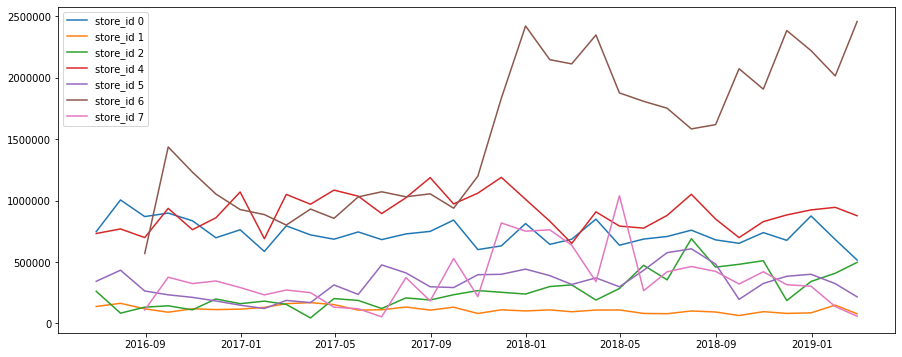 2500000
2000000
1500000
1000000
500000
0
store_id 0
store_id 1
store_id 2
store_id 4
store_id 5
store_id 6
store_id 7
2016-09 2017-01 2017-05 2017-09 2018-01 2018-05 2018-09 2019-01